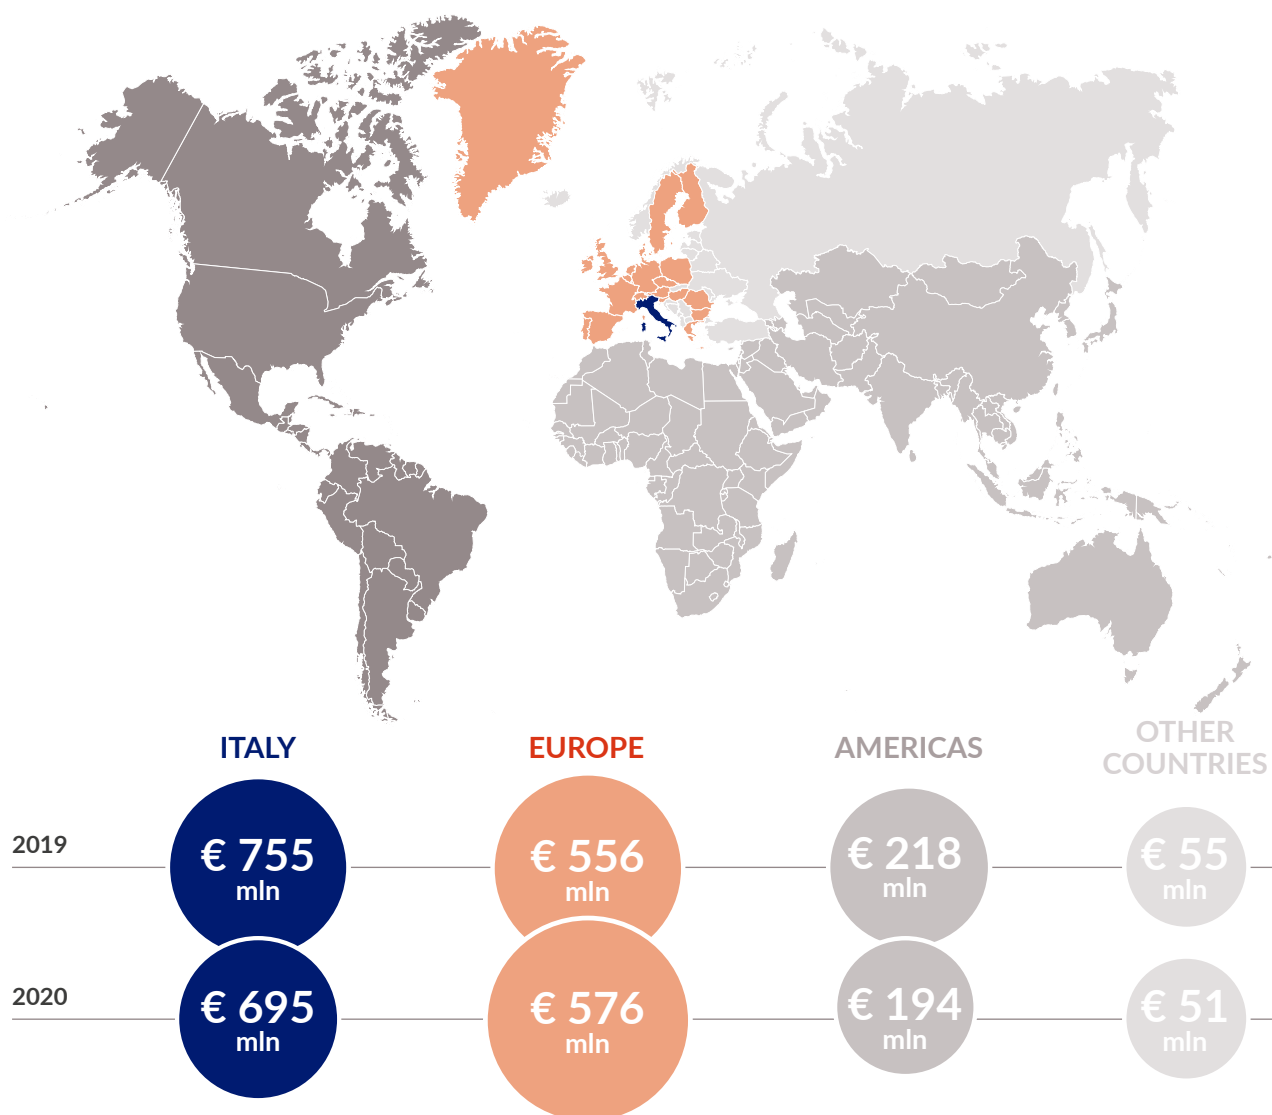 ITALY
EUROPE
AMERICAS
OTHER
COUNTRIES
2019
€ 755
mln
€ 556
mln
€ 218
mln
€ 55
mln
2020
€ 695
mln
€ 576
mln
€ 194
mln
€ 51
mln